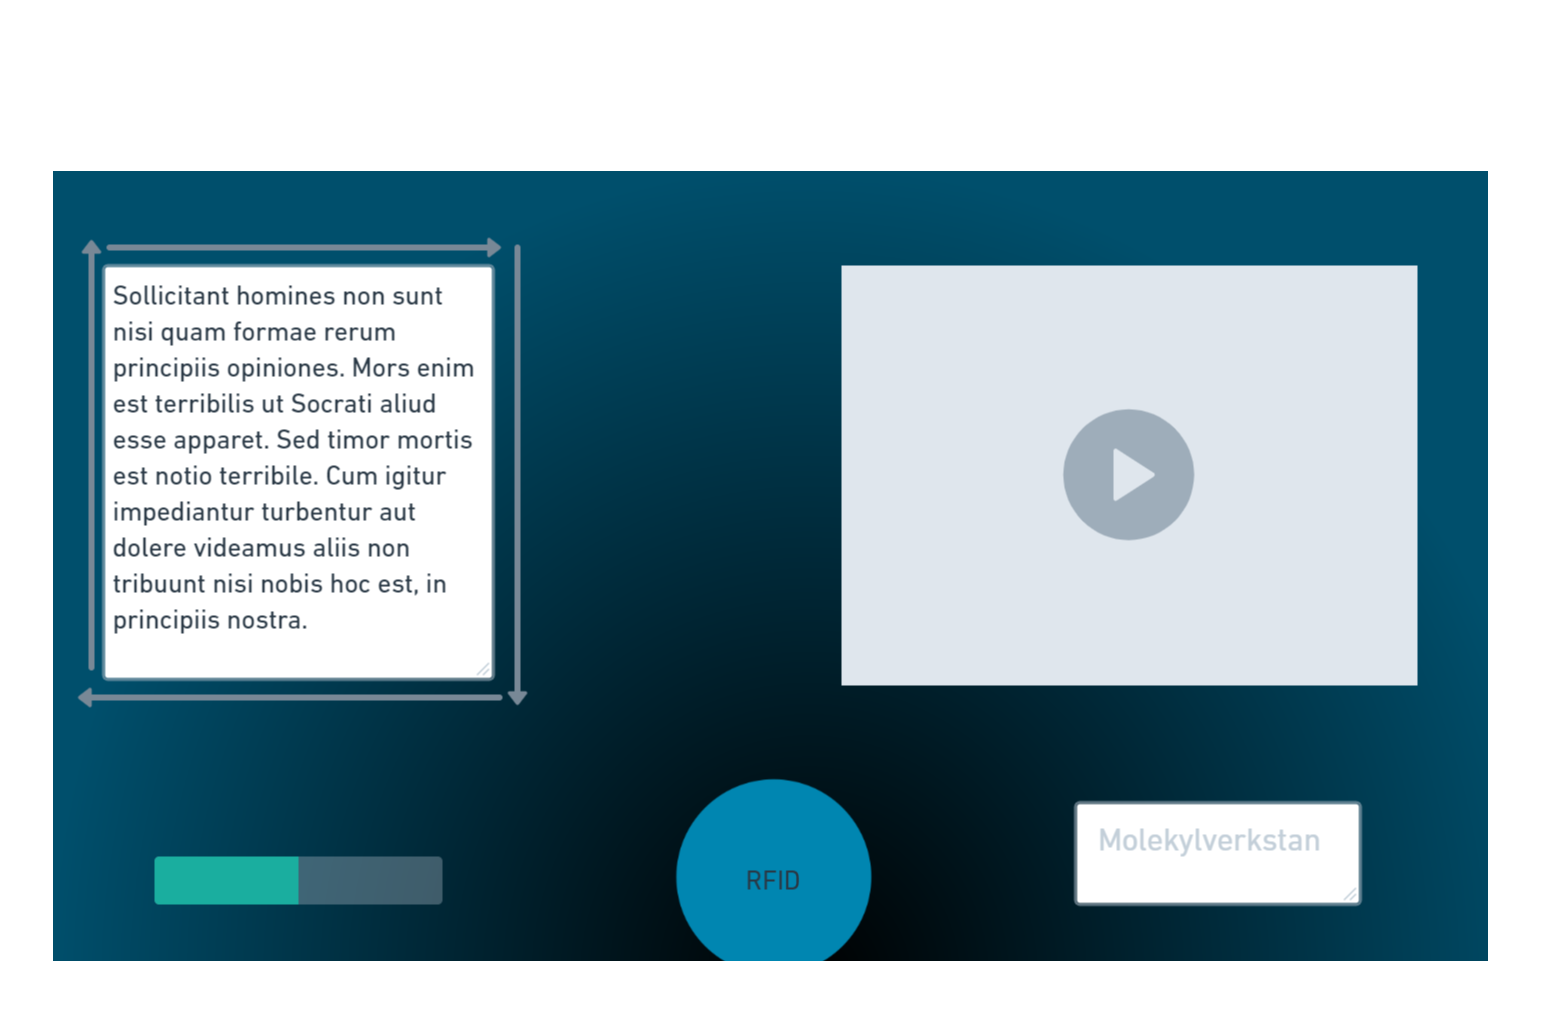 Sollicitant homines non sunt
nisi quam formae rerum
principiis opiniones. Mors enim
est terribilis ut Socrati aliud
esse apparet. Sed timor mortis
est notio terribile. Cum igitur
impediantur turbentur aut
dolere videamus aliis non
tribuunt nisi nobis hoc est, in
principiis nostra.
RFID
Molekylverkstan